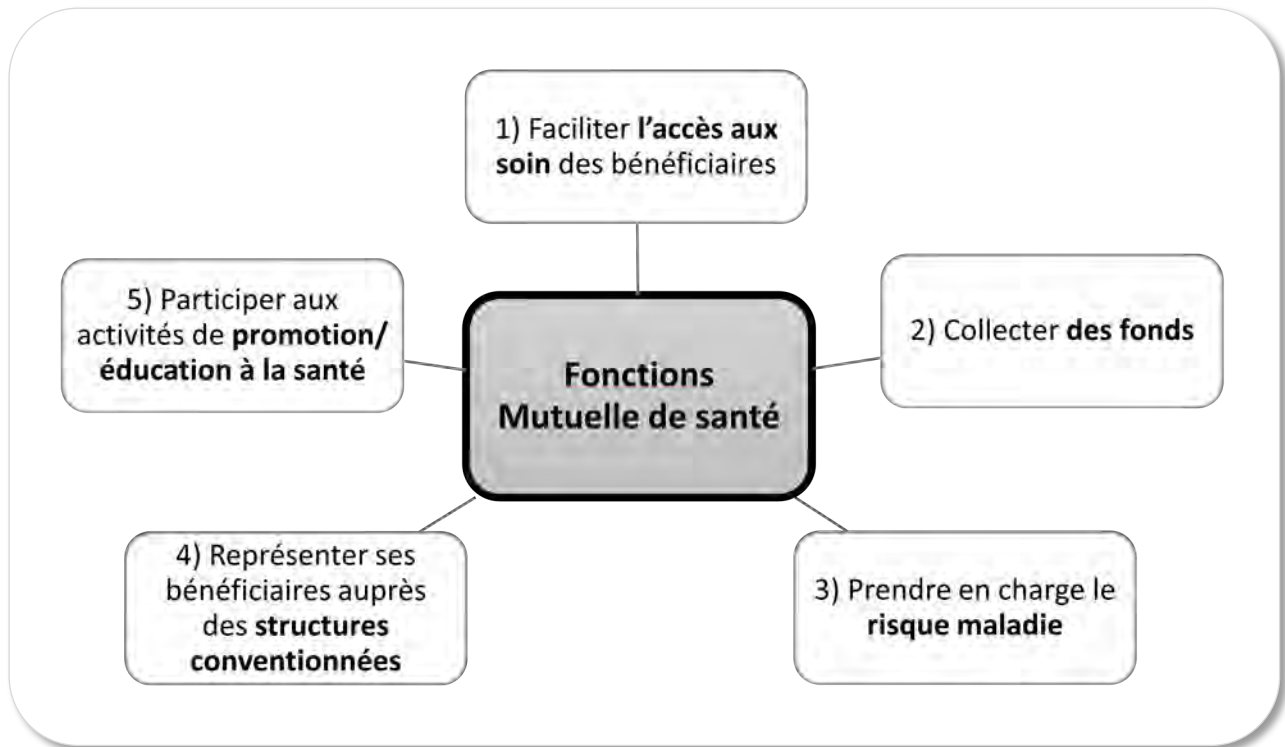 1) Faciliter l'accès aux
soin des bénéficiaires
2) Collecter des fonds
3) Prendre en charge le
risque maladie
4) Représenter ses
bénéficiaires auprès
des structures
conventionnées
5) Participer aux
activités de promotion/
éducation à la santé
Fonctions
Mutuelle de santé